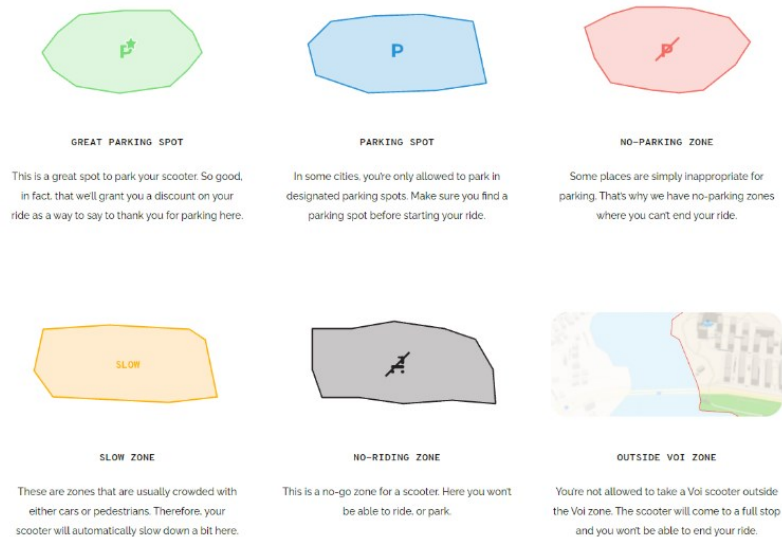 P
P
P
GREAT PARKING SPOT
This is a great spot to park your scooter. So good,
in fact, that we'll grant you a discount on your
ride as a way to say to thank you for parking here.
PARKING SPOT
In some cities, you're only allowed to park in
designated parking spots. Make sure you find a
parking spot before starting your ride.
NO-PARKING ZONE
Some places are simply inappropriate for
parking. That's why we have no-parking zones
where you can't end your ride.
SLOW
SLOW ZONE
These are zones that are usually crowded with
either cars or pedestrians. Therefore, your
scooter will automatically slow down a bit here.
NO-RIDING ZONE
This is a no-go zone for a scooter. Here you won't
be able to ride, or park.
OUTSIDE VOI ZONE
You're not allowed to take a Voi scooter outside
the Voi zone. The scooter will come to a full stop
and you won't be able to end your ride.